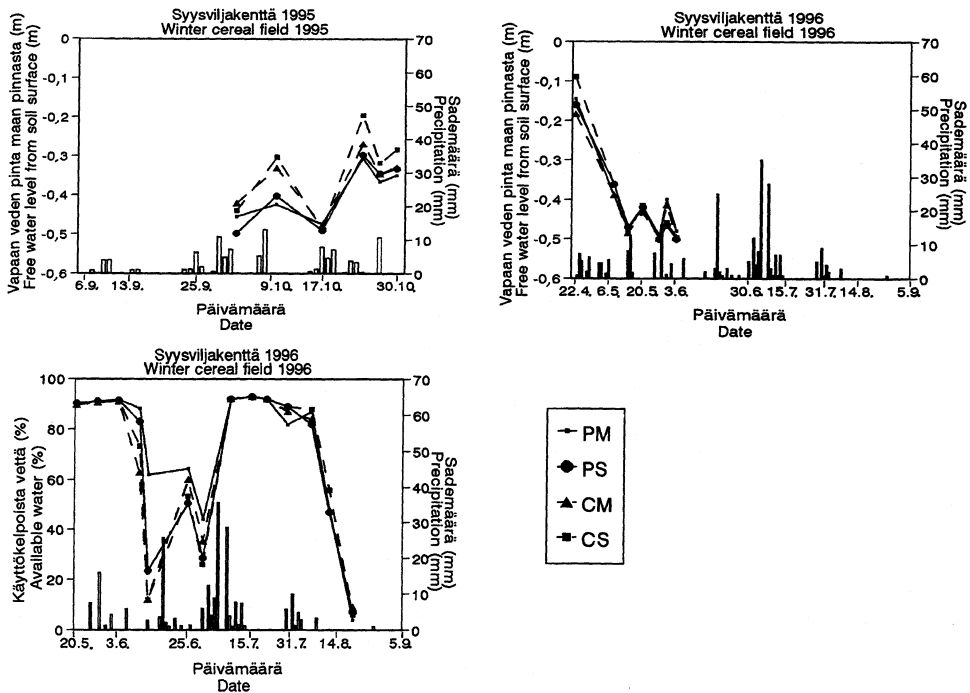 Syysviljakenttä 1995
Winter cereal field 1995
Vapaan veden pinta maan pinnasta (m)
Free water level from soil surface (m)
0
-0,1
-0,2
-0,3
-0,4
-0,5
-0,6
70
60
50
40
30
20
10
0
Sademäärä (mm)
Precipitation (mm)
6.9. 13.9. 25.9. 9.10. 17.10. 30.10.
Päivämäärä
Date
Syysviljakenttä 1996
Winter cereal field 1996
Vapaan veden pinta maan pinnasta (m)
Free water level from soil surface (m)
0
-0,1
-0,2
-0,3
-0,4
-0,5
-0,6
70
60
50
40
30
20
10
0
Sademäärä (mm)
Precipitation (mm)
22.4. 6.5. 20.5. 3.6. 30.6. 15.7. 31.7. 14.8. 5.9.
Päivämäärä
Date
Syysviljakenttä 1996
Winter cereal field 1996
Käyttökelpoista vettä (%)
Available water (%)
100
80
60
40
20
0
70
60
50
40
30
20
10
0
Sademäärä (mm)
Precipitation (mm)
20.5. 3.6. 25.6. 15.7. 31.7. 14.8. 5.9.
Päivämäärä
Date
PM
PS
CM
CS